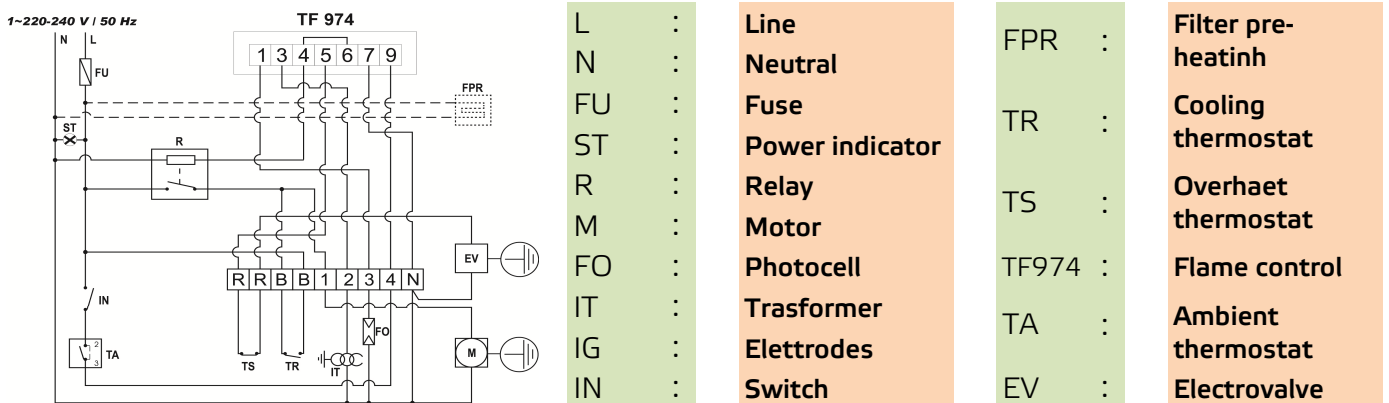 1~220-240 V / 50 Hz
N L
TF 974
1 3 4 5 6 7 9
FU
FPR
ST
R
EV
R R B B 1 2 3 4 N
IN
FO
2
3
TA
TS TR IT
M
L : Line
N : Neutral
FU : Fuse
ST : Power indicator
R : Relay
M : Motor
FO : Photocell
IT : Trasformer
IG : Elettrodes
IN : Switch
FPR : Filter pre-
heatinh
TR : Cooling
thermostat
TS : Overhaet
thermostat
TF974 : Flame control
TA : Ambient
thermostat
EV : Electrovalve